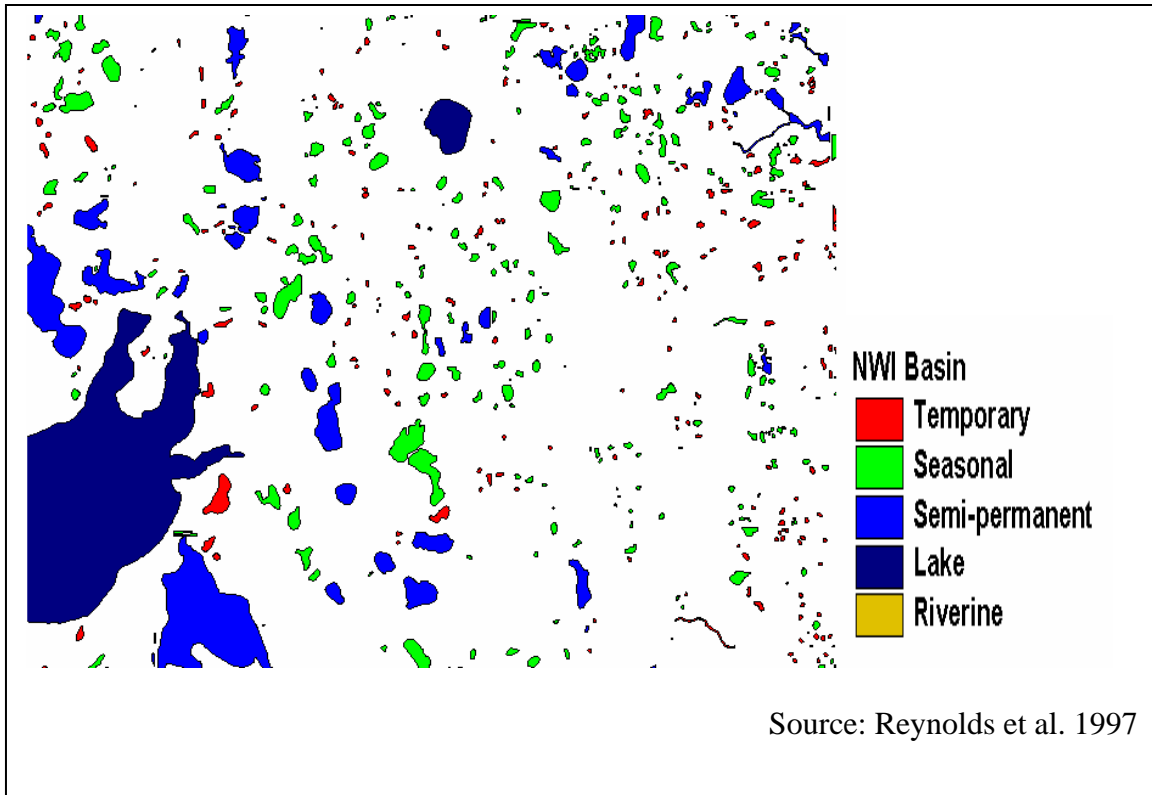 NWI Basin
Temporary
Seasonal
Semi-permanent
Lake
Riverine
Source: Reynolds et al. 1997